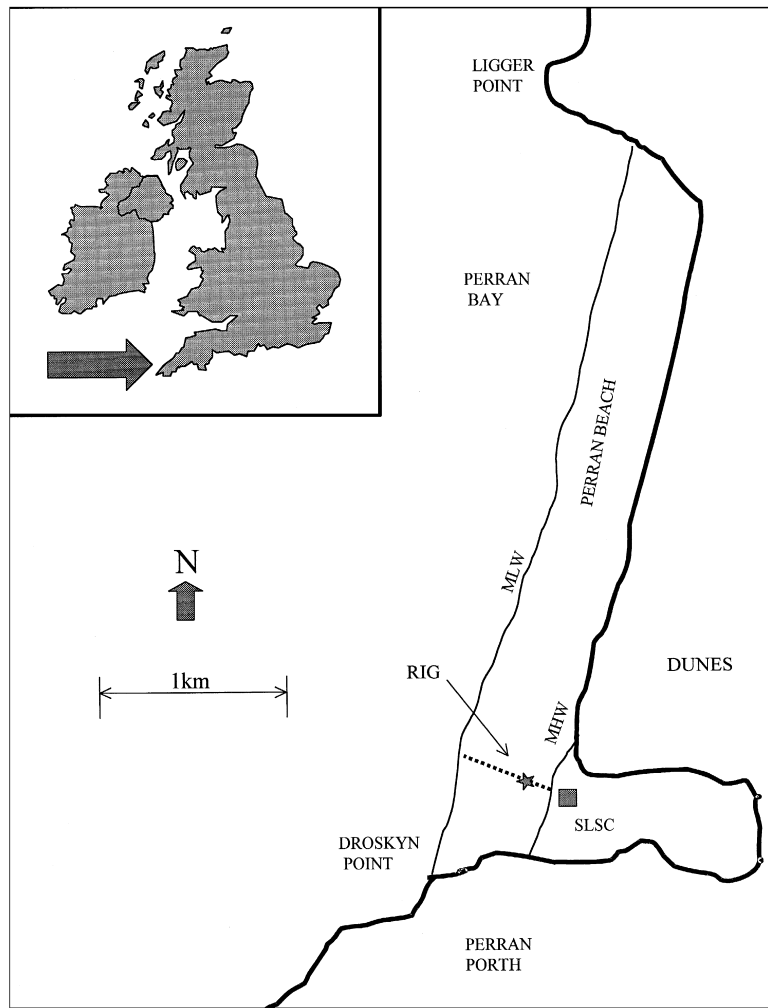 LIGGER
POINT
PERRAN
BAY
PERRAN BEACH
MLW
N
1km
RIG
DUNES
MHW
SLSC
DROSKYN
POINT
PERRAN
PORTH